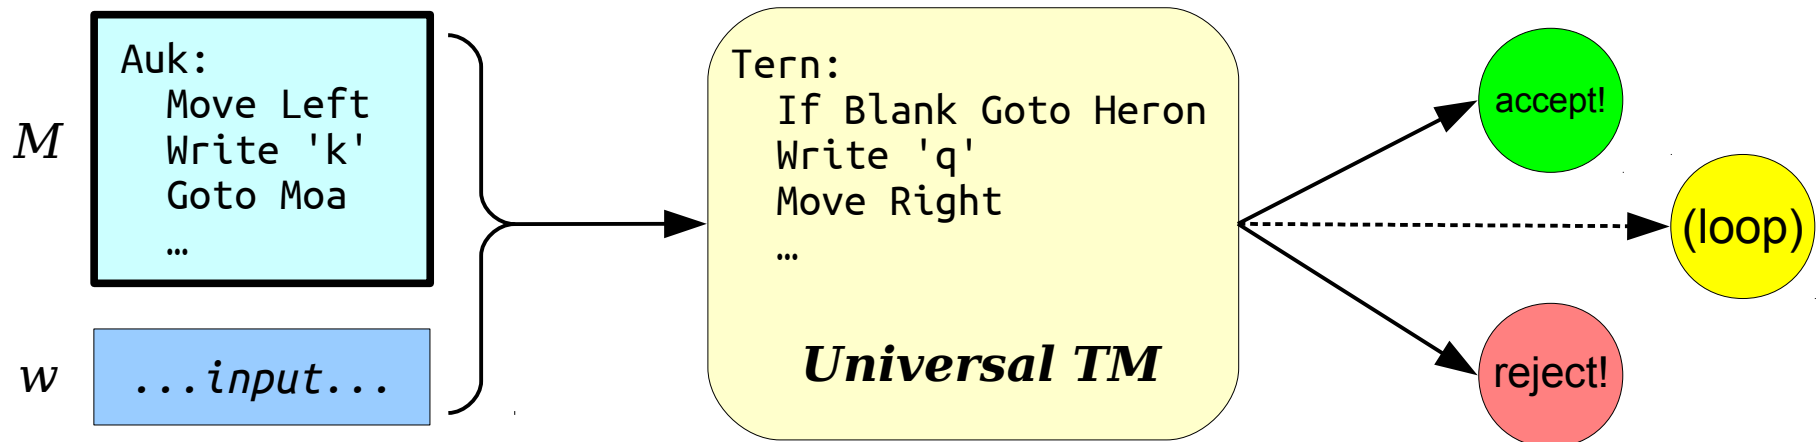 M
Auk:
Move Left
Write 'k'
Goto Moa
…
w
...input...
Tern:
If Blank Goto Heron
Write 'q'
Move Right
…
Universal TM
accept!
(loop)
reject!